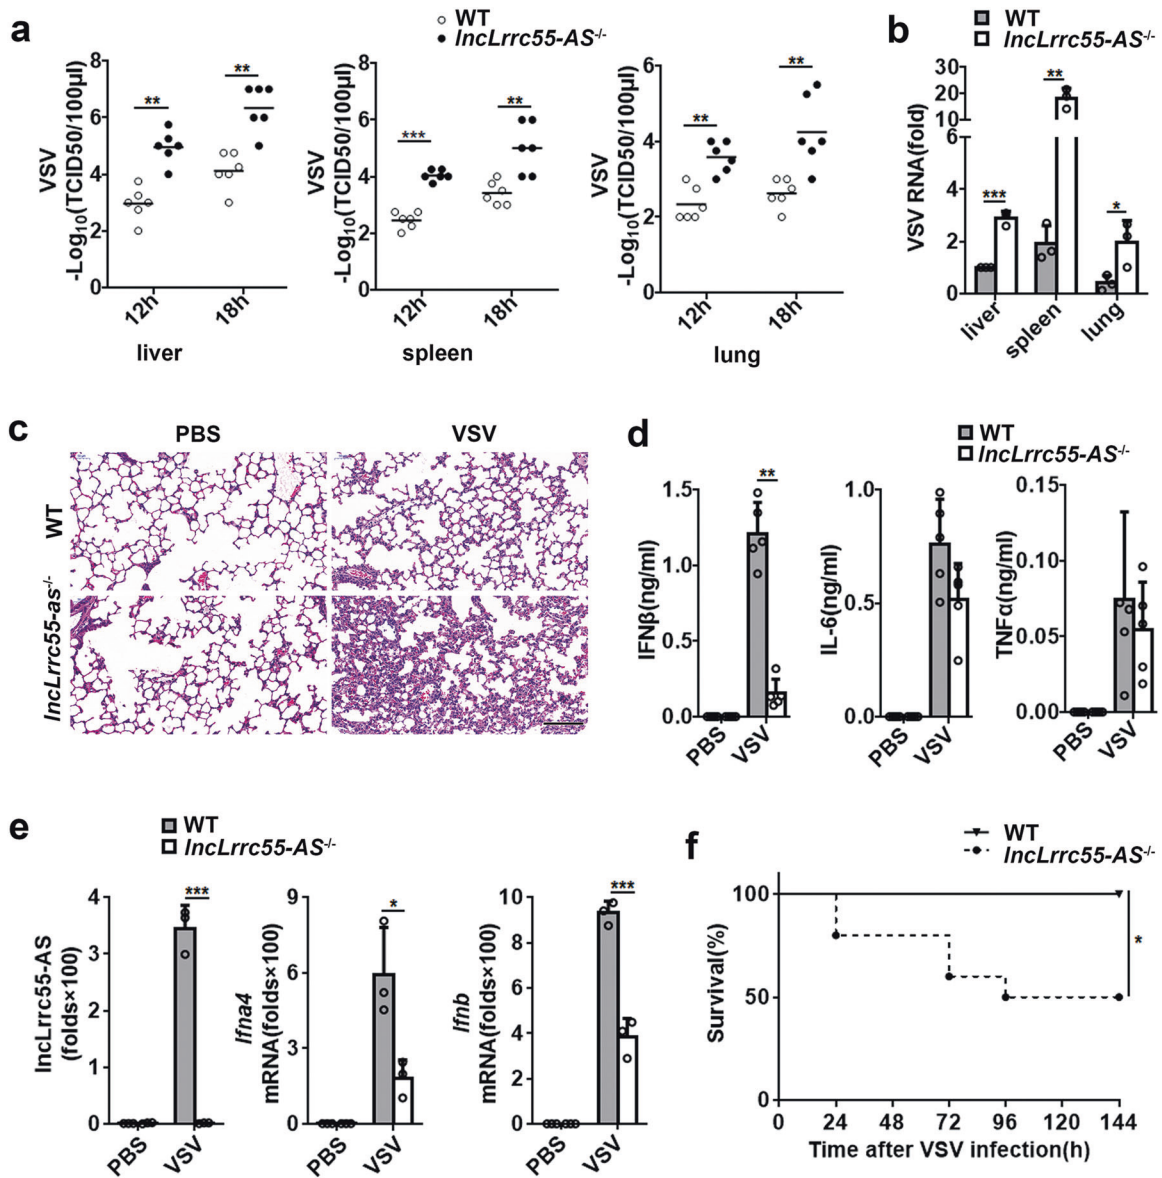 a
WT
lncLrrc55-AS-/-
VSV
-Log10(TCID50/100µl)
8
6
4
2
0
**
**
12h
18h
liver
VSV
-Log10(TCID50/100µl)
8
6
4
2
0
***
**
12h
18h
spleen
VSV
-Log10(TCID50/100µl)
6
4
2
0
**
**
12h
18h
lung
b
WT
lncLrrc55-AS-/-
VSV RNA(fold)
30
20
10
6
4
2
0
***
**
*
liver
spleen
lung
c
PBS
VSV
WT
lncLrrc55-as-/-
d
WT
lncLrrc55-AS-/-
IFNβ(ng/ml)
1.5
1.0
0.5
0.0
**
PBS
VSV
IL-6(ng/ml)
1.0
0.5
0.0
PBS
VSV
TNFα(ng/ml)
0.15
0.10
0.05
0.00
PBS
VSV
e
WT
lncLrrc55-AS-/-
lncLrrc55-AS
(folds×100)
4
3
2
1
0
***
PBS
VSV
Ifna4
mRNA(folds×100)
9
6
3
0
*
PBS
VSV
Ifnb
mRNA(folds×100)
10
8
6
4
2
0
***
PBS
VSV
f
WT
lncLrrc55-AS-/-
Survival(%)
100
50
0
*
0 24 48 72 96 120 144
Time after VSV infection(h)